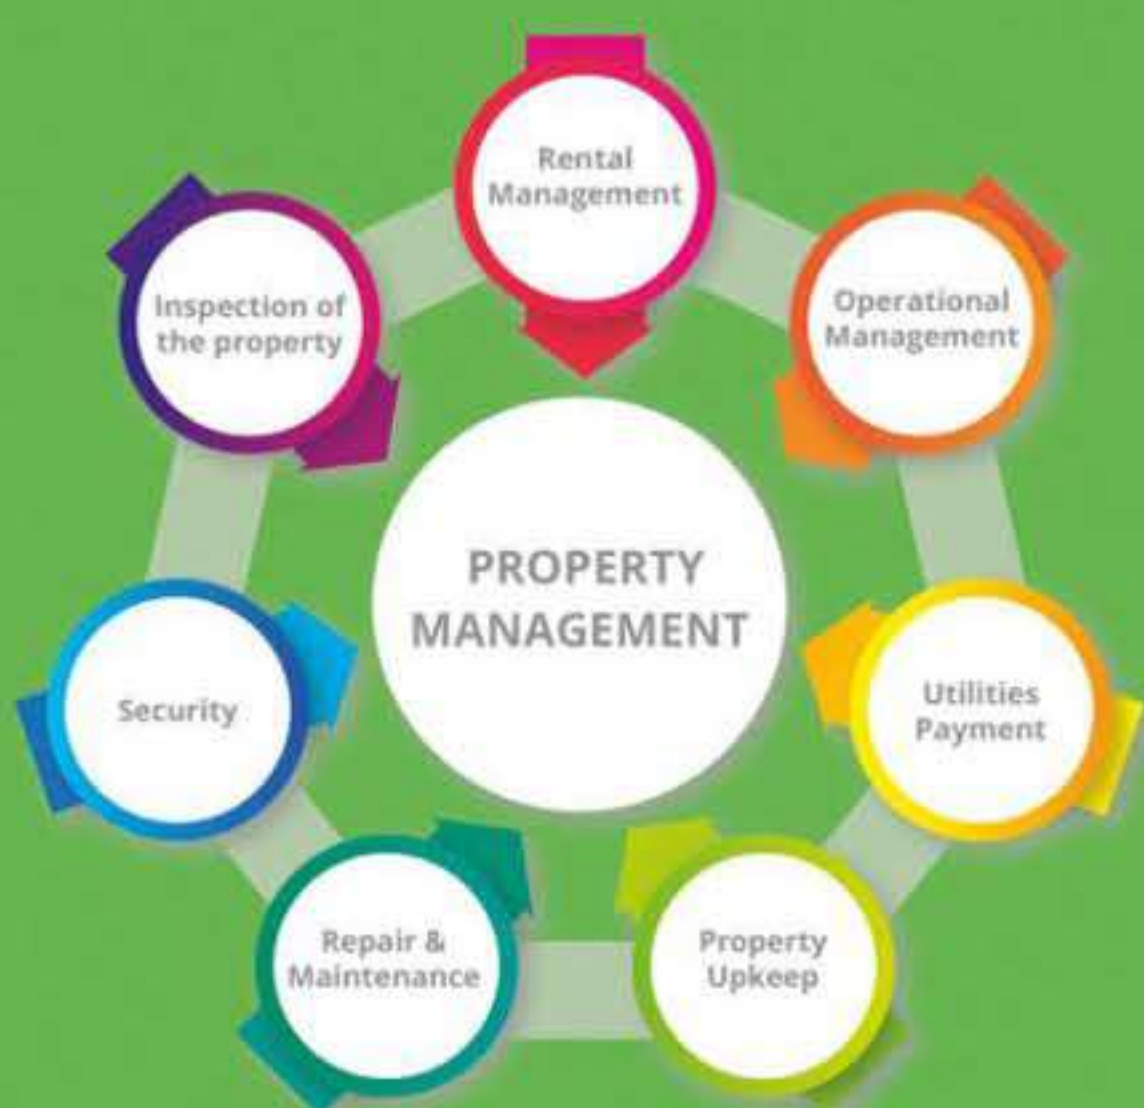 Rental
Management
Operational
Management
Utilities
Payment
Property
Upkeep
Repair &
Maintenance
Security
Inspection of
the property
PROPERTY
MANAGEMENT